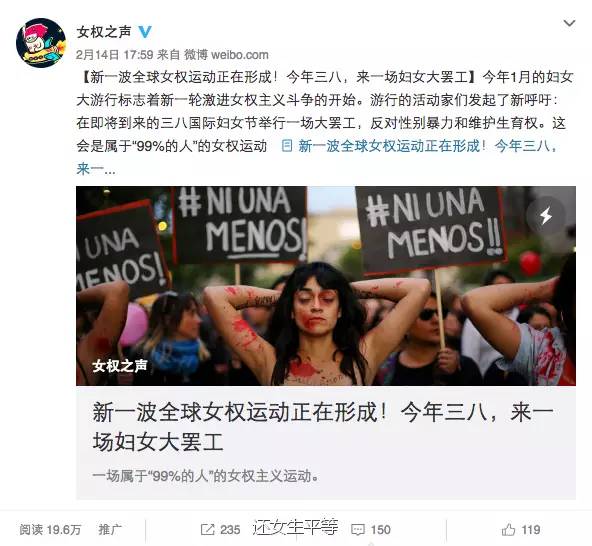 女权之声
2月14日 17:59 来自 微博 weibo.com
【新一波全球女权运动正在形成！今年三八，来一场妇女大罢工】今年1月的妇女
大游行标志着新一轮激进女权主义斗争的开始。游行的活动家们发起了新呼吁：
在即将到来的三八国际妇女节举行一场大罢工，反对性别暴力和维护生育权。这
会是属于“99%的人”的女权运动 新一波全球女权运动正在形成！今年三八，
来一...
UNA
MENOS!
#NI UNA
MENOS!
#NI UNA
MENOS!!
女权之声
新一波全球女权运动正在形成！今年三八，来一
场妇女大罢工
一场属于“99%的人”的女权主义运动。
阅读 19.6万 推广 235 还女生平等 150 119